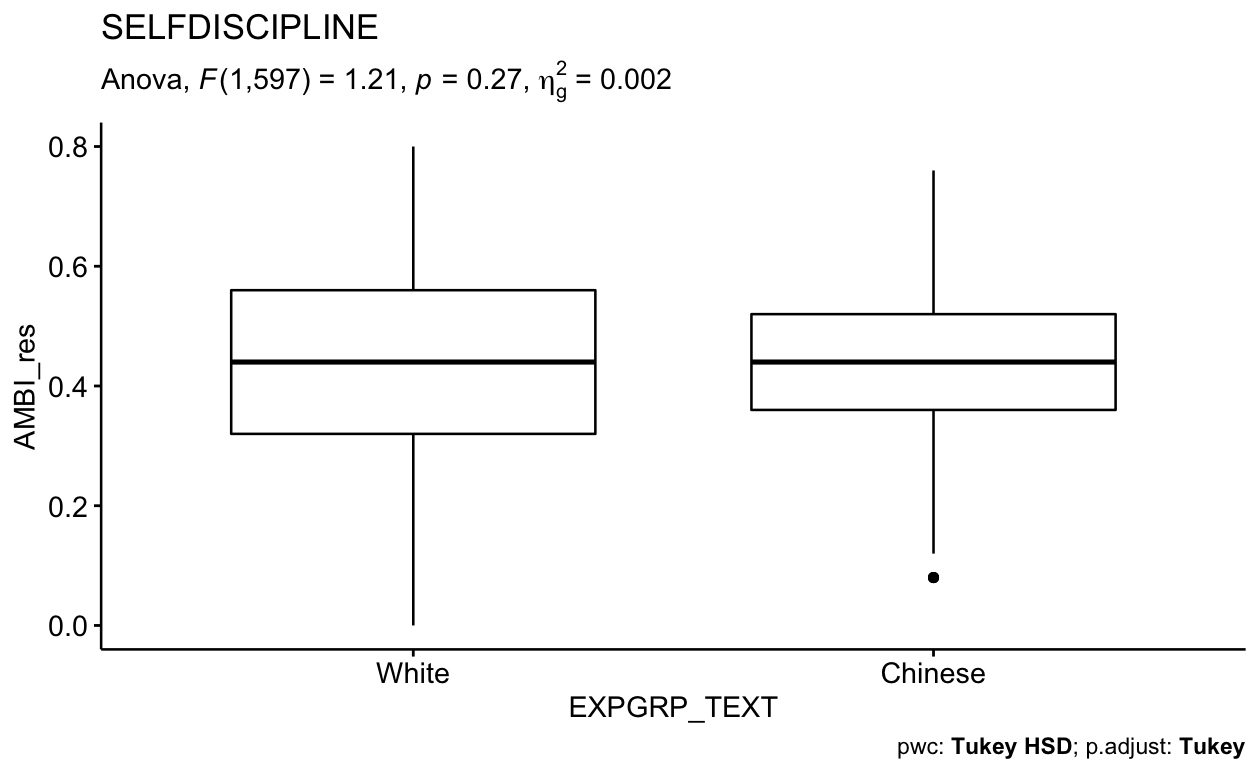 SELFDISCIPLINE
Anova, F(1,597) = 1.21, p = 0.27, η²g = 0.002
0.8
0.6
0.4
0.2
0.0
AMBI_res
White Chinese
EXPGRP_TEXT
pwc: Tukey HSD; p.adjust: Tukey